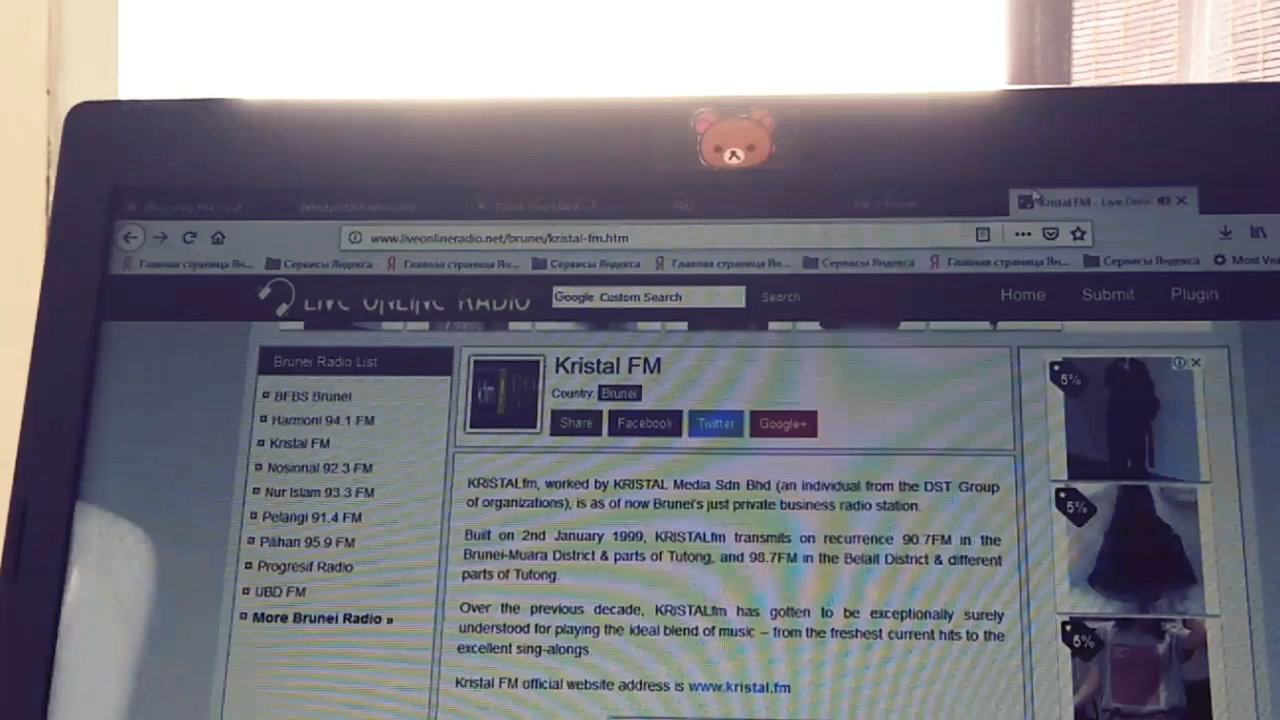 Kristal FM - Live Onlin
www.liveonlineradio.net/brunei/kristal-fm.htm
Главная страница Ян... Сервисы Яндекса Главная страница Ян... Сервисы Яндекса Главная страница Ян... Сервисы Яндекса Главная страница Ян... Сервисы Яндекса Most Vis
LIVE ONLINE RADIO Google Custom Search Search Home Submit Plugin
Brunei Radio List
BFBS Brunei
Harmoni 94.1 FM
Kristal FM
Nosional 92.3 FM
Nur Islam 93.3 FM
Pelangi 91.4 FM
Pilihan 95.9 FM
Progresif Radio
UBD FM
More Brunei Radio »
Kristal FM
Country: Brunei
Share Facebook Twitter Google+
KRISTALfm, worked by KRISTAL Media Sdn Bhd (an individual from the DST Group
of organizations), is as of now Brunei's just private business radio station.
Built on 2nd January 1999, KRISTALfm transmits on recurrence 90.7FM in the
Brunei-Muara District & parts of Tutong, and 98.7FM in the Belait District & different
parts of Tutong.
Over the previous decade, KRISTALfm has gotten to be exceptionally surely
understood for playing the ideal blend of music – from the freshest current hits to the
excellent sing-alongs.
Kristal FM official website address is www.kristal.fm
5%
5%
5%